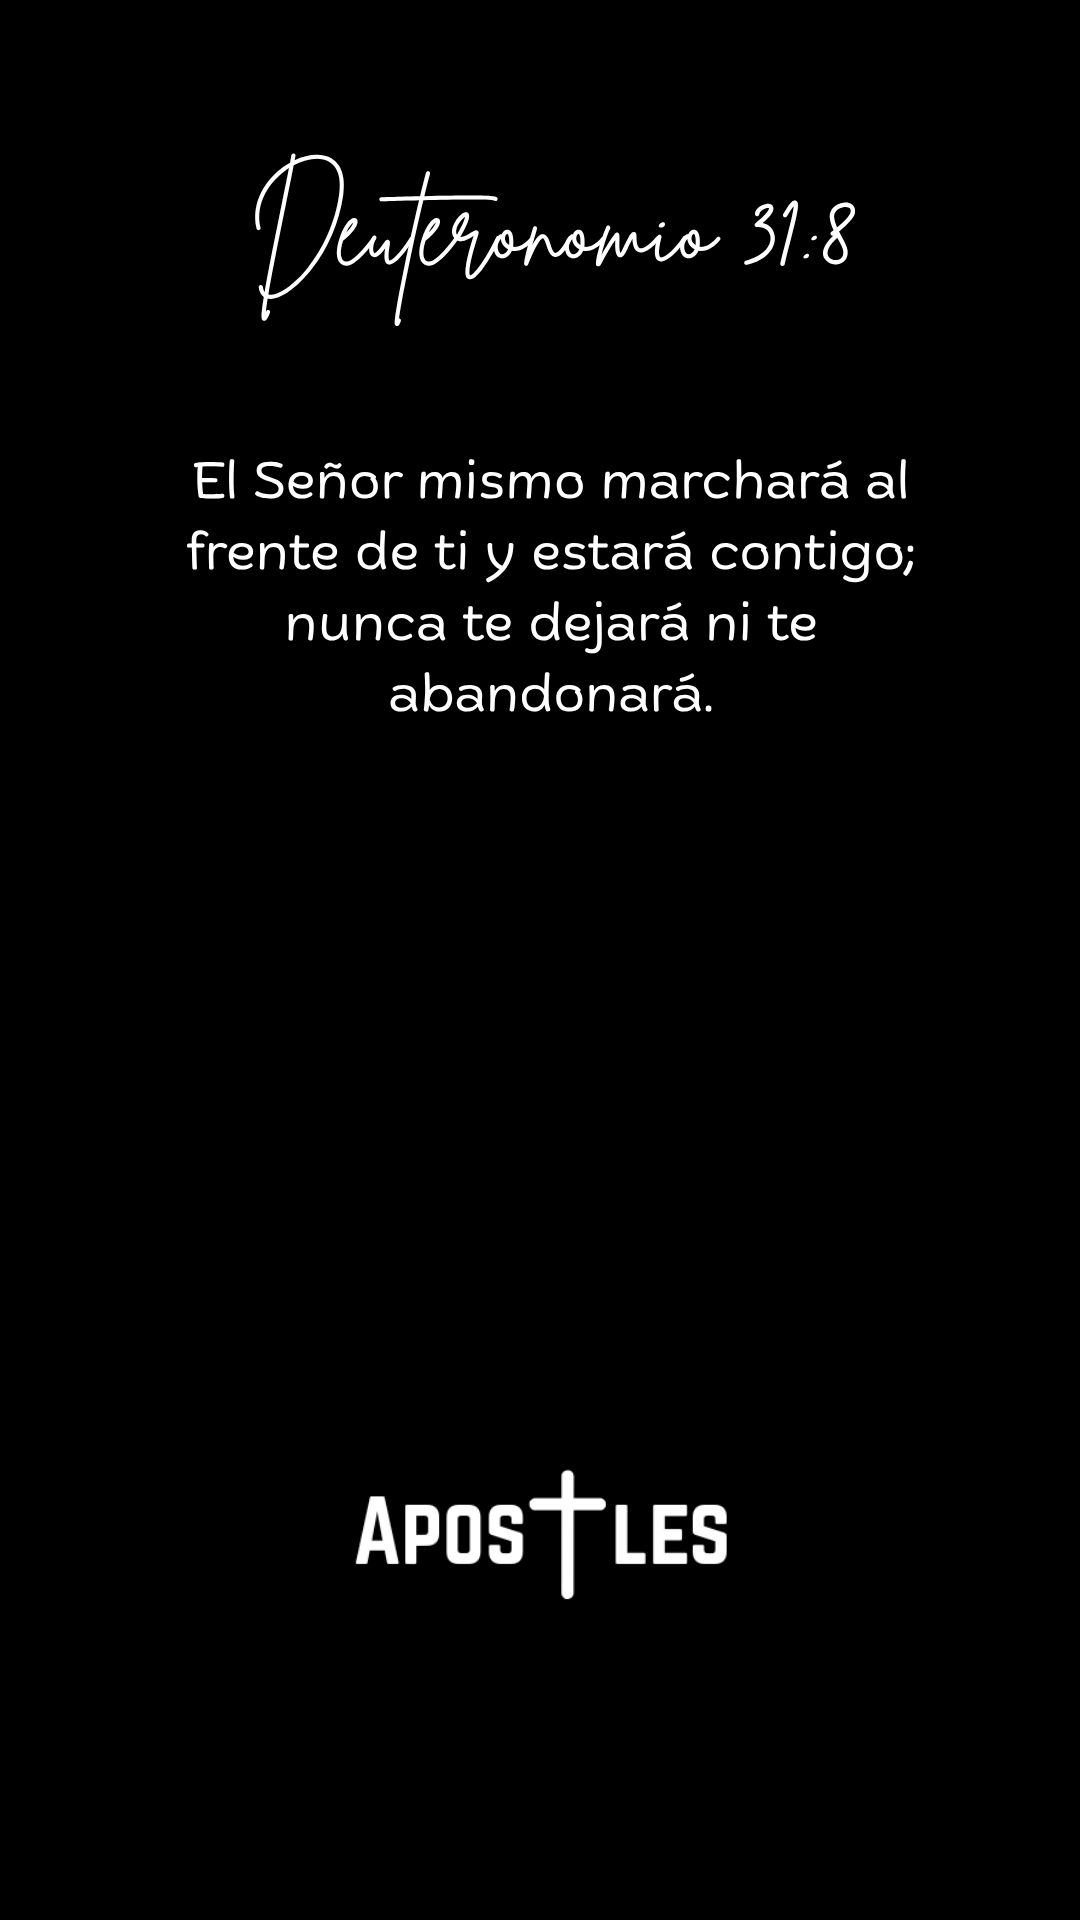 Deuteronomio 31:8
El Señor mismo marchará al
frente de ti y estará contigo;
nunca te dejará ni te
abandonará.
APOSTLES